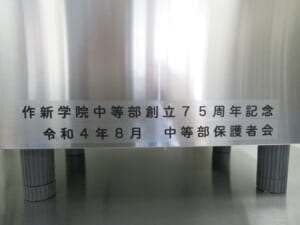 作新学院中等部創立７５周年記念
令和４年８月　中等部保護者会